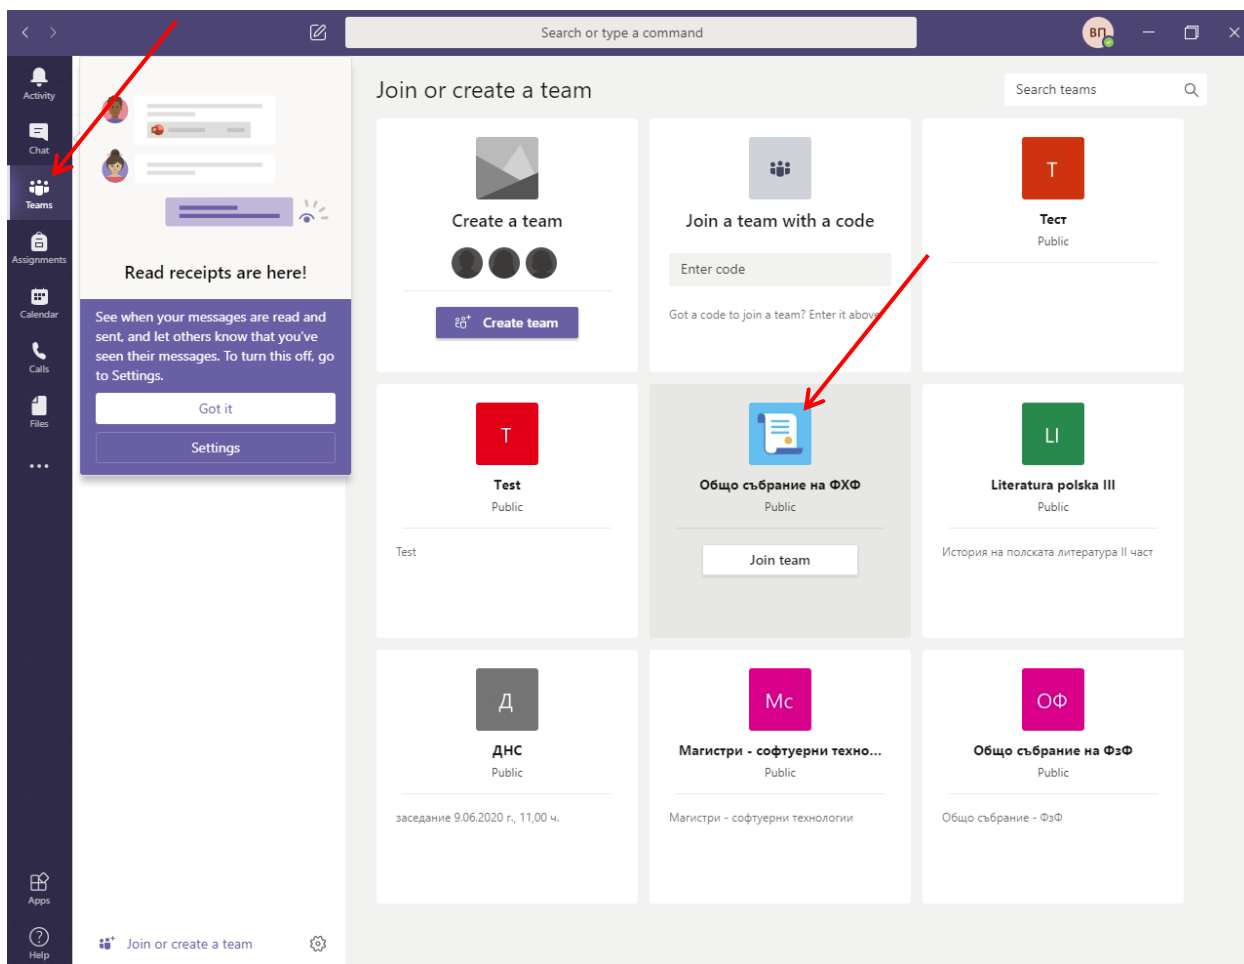 Search or type a command
ВП
Activity
Chat
Teams
Assignments
Calendar
Calls
Files
Apps
Help
Read receipts are here!
See when your messages are read and
sent, and let others know that you've
seen their messages. To turn this off, go
to Settings.
Got it
Settings
Join or create a team
Join or create a team
Search teams
Create a team
Create team
Join a team with a code
Enter code
Got a code to join a team? Enter it above.
T
Тест
Public
T
Test
Public
Test
Общо събрание на ФХФ
Public
Join team
LI
Literatura polska III
Public
История на полската литература II част
Д
ДНС
Public
заседание 9.06.2020 г., 11,00 ч.
Мс
Магистри - софтуерни техно...
Public
Магистри - софтуерни технологии
ОФ
Общо събрание на ФзФ
Public
Общо събрание - ФзФ